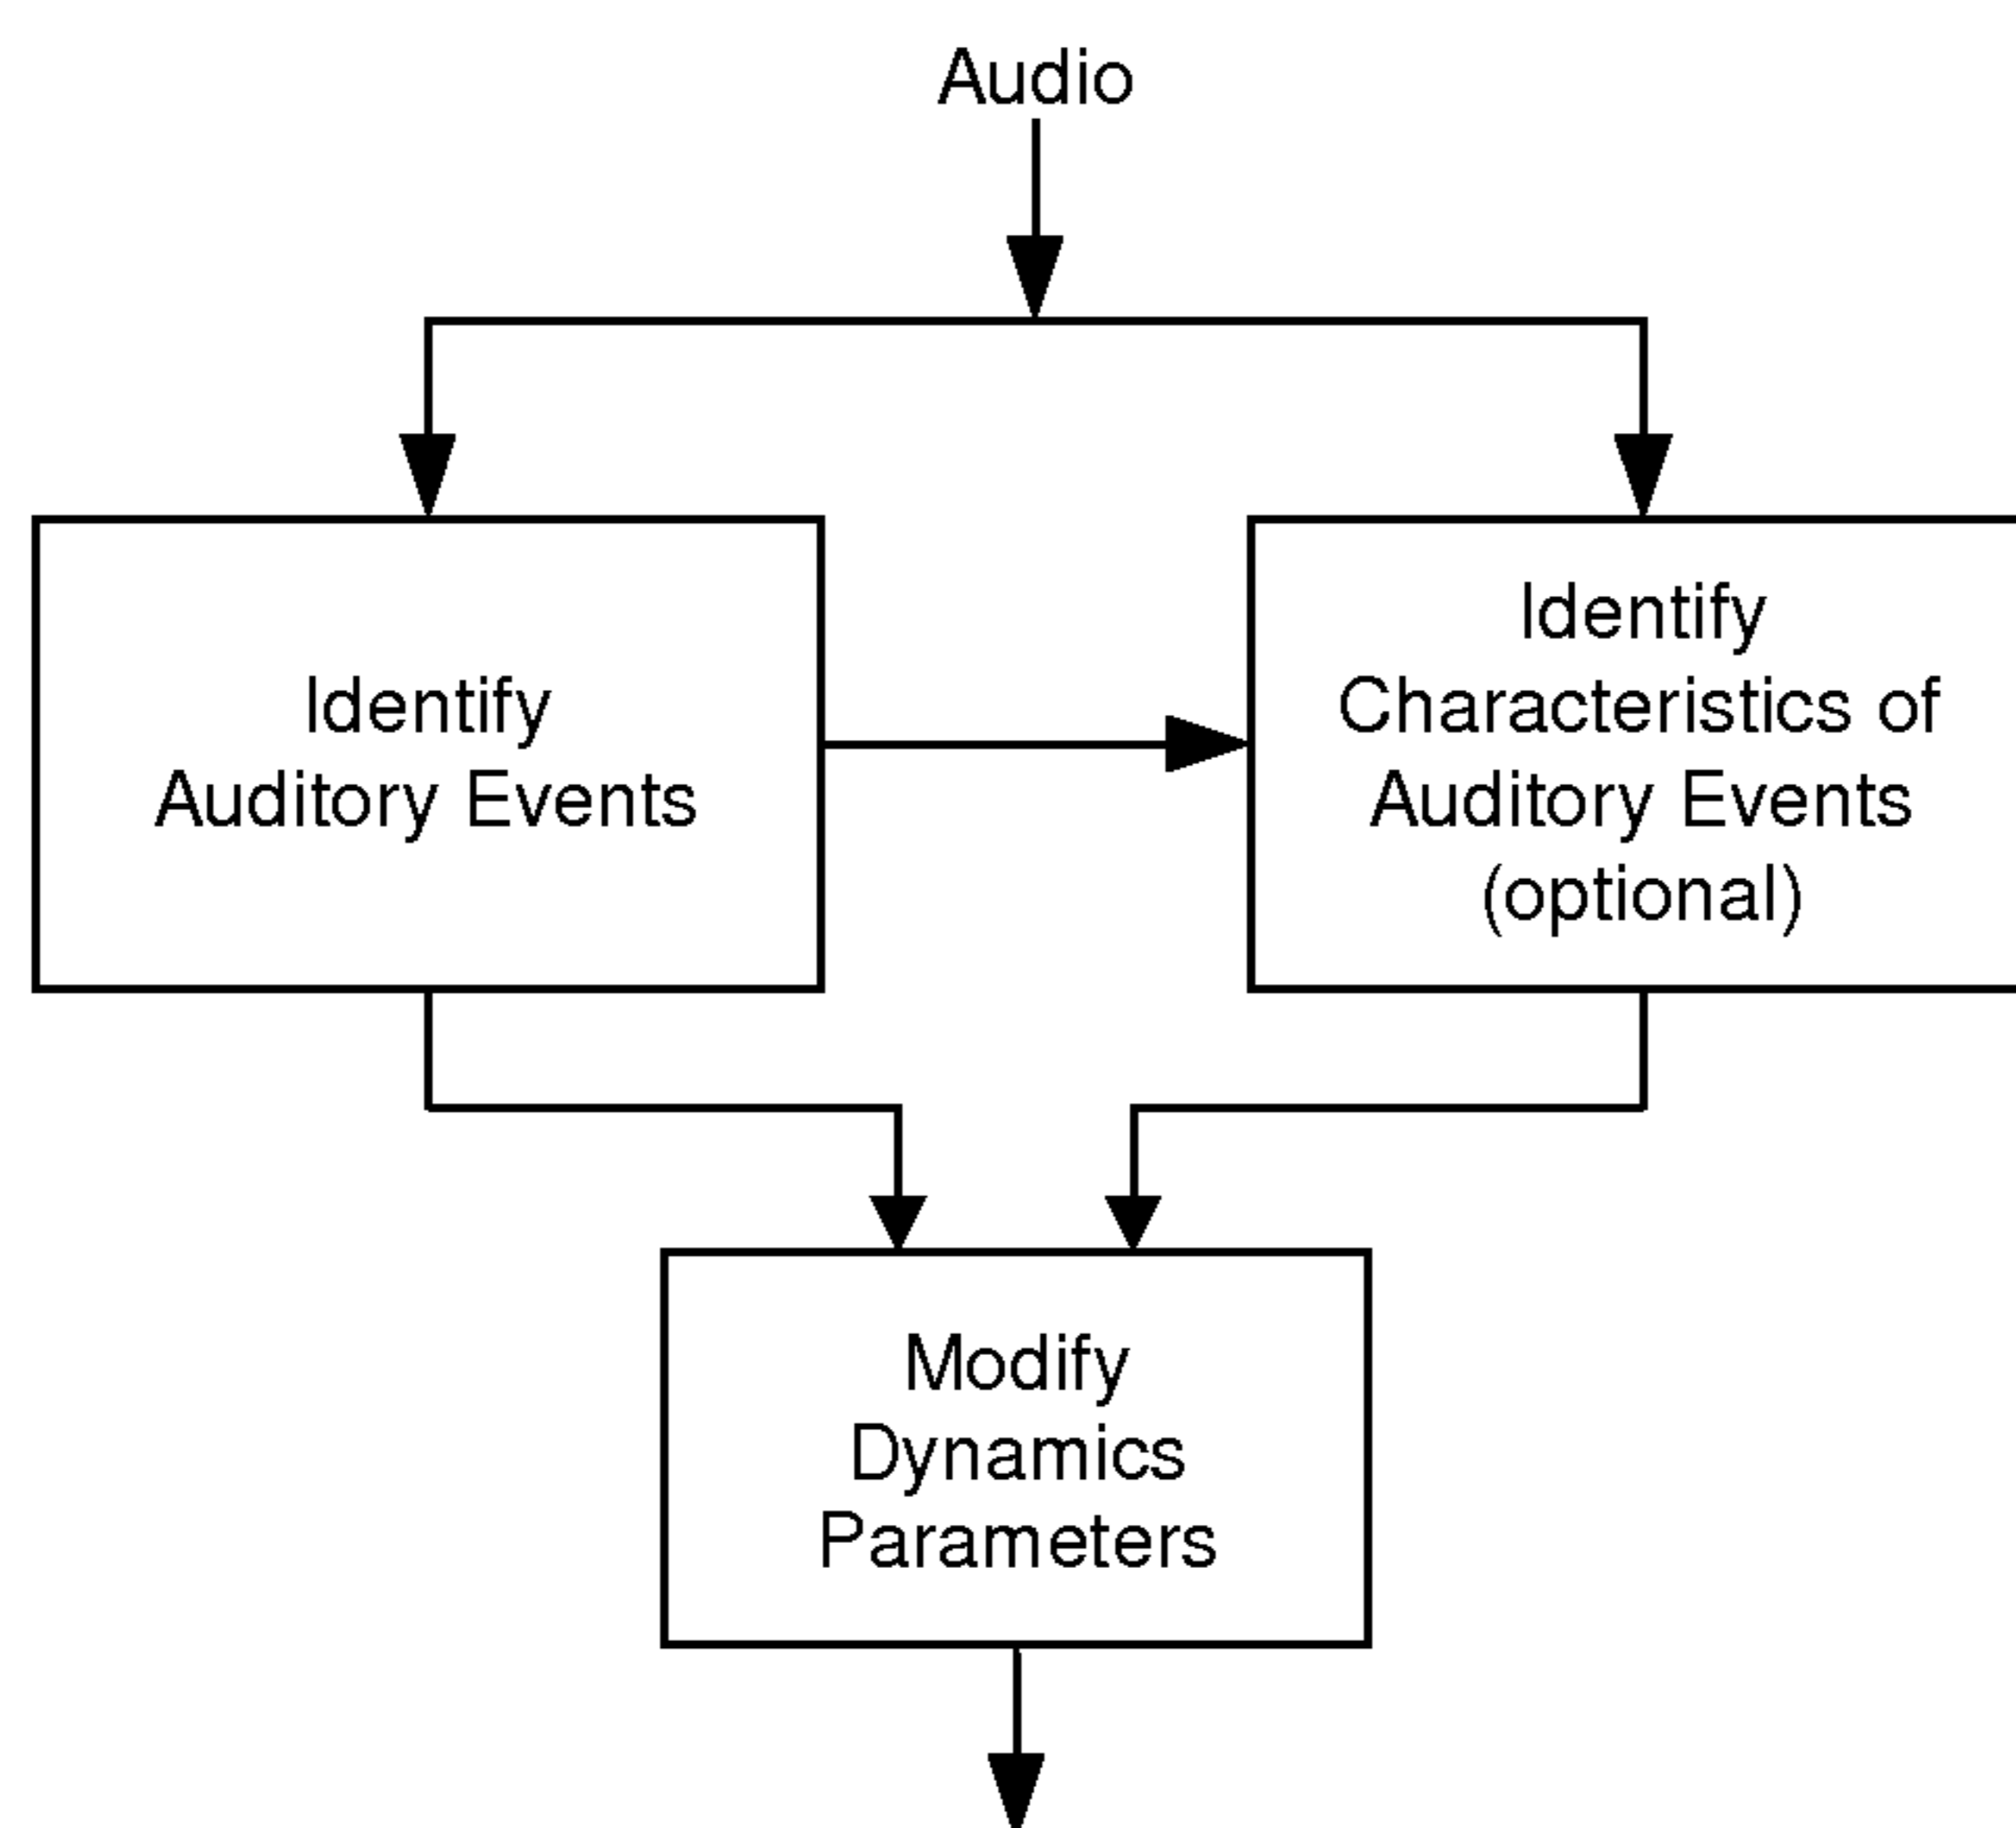 Audio
Identify
Auditory Events
Identify
Characteristics of
Auditory Events
(optional)
Modify
Dynamics
Parameters